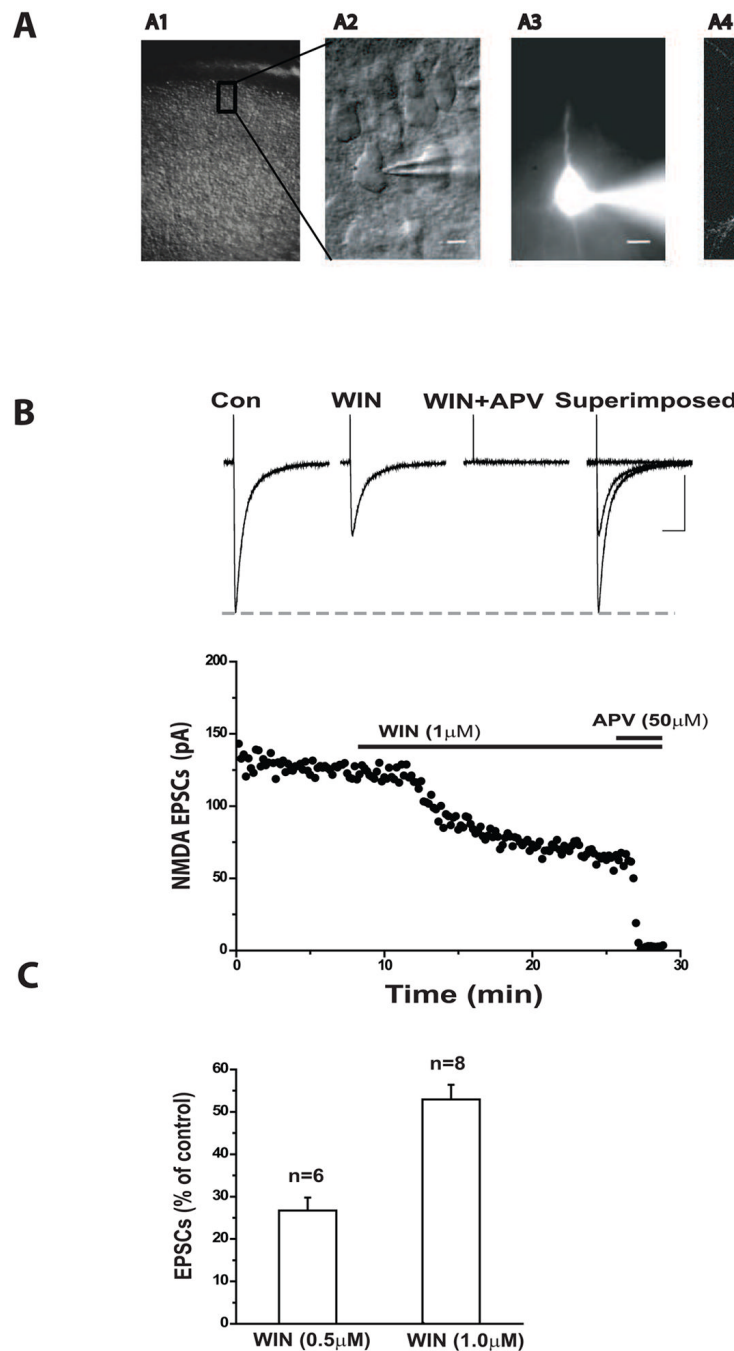 A
A1 A2 A3 A4
B
Con WIN WIN+APV Superimposed
200
150
100
50
0
NMDA EPSCs (pA)
WIN (1μM)
APV (50μM)
0 10 20 30
Time (min)
C
60
50
40
30
20
10
0
EPSCs (% of control)
n=6
n=8
WIN (0.5μM) WIN (1.0μM)